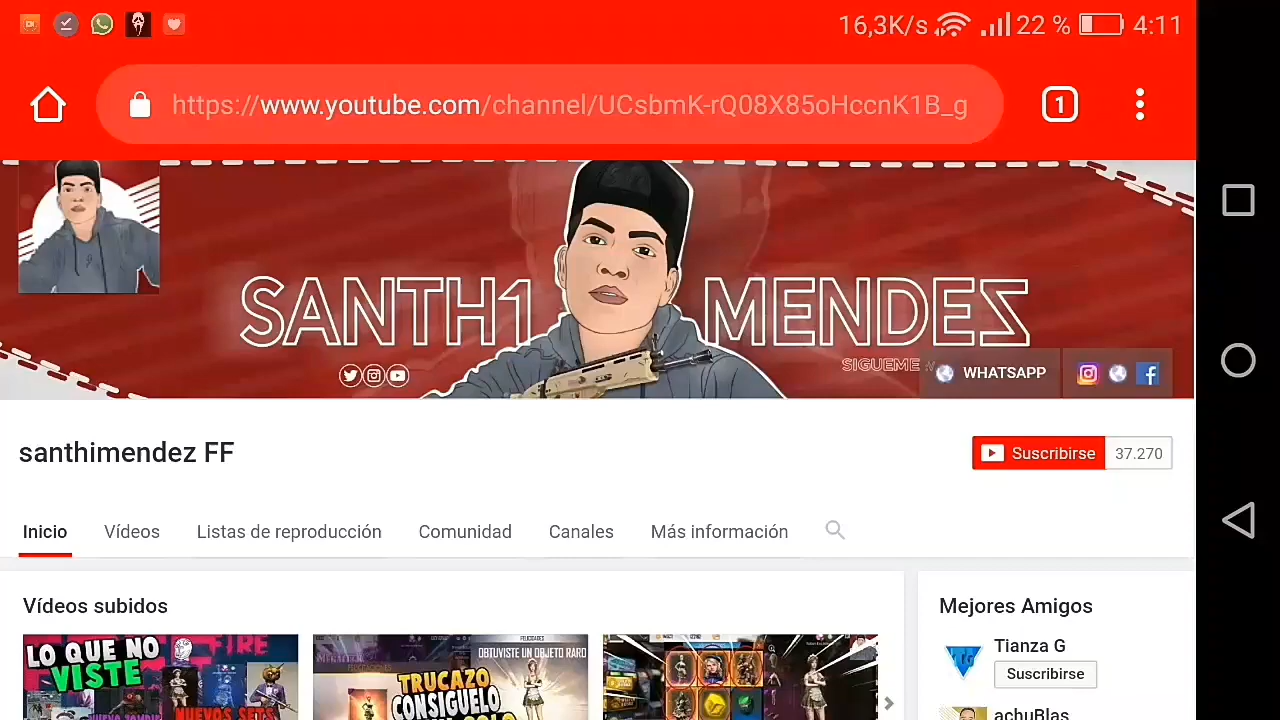 16,3K/s 22 % 4:11
https://www.youtube.com/channel/UCsbmK-rQ08X85oHccnK1B_g
1
SANTH1 MENDEZ
SIGUEME
WHATSAPP
santhimendez FF
Suscribirse 37.270
Inicio Vídeos Listas de reproducción Comunidad Canales Más información
Vídeos subidos
LO QUE NO
VISTE
FIRE
NUEVOS SETS
FELICIDADES
OBTUVISTE UN OBJETO RARO
TRUCAZO
CONSIGUELO
Mejores Amigos
Tianza G
Suscribirse
achuBlas